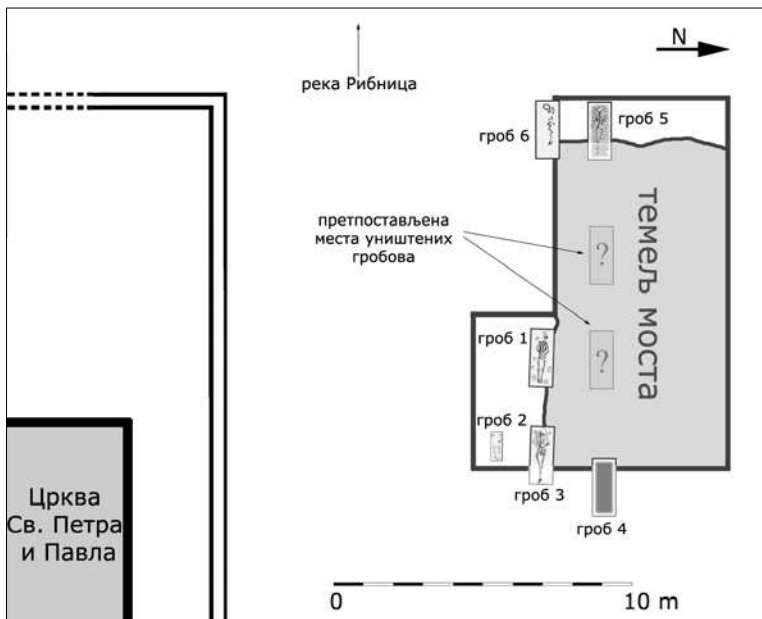 N
река Рибница
гроб 6
гроб 5
претпостављена
места уништених
гробова
?
темељ моста
гроб 1
?
гроб 2
гроб 3
гроб 4
Црква
Св. Петра
и Павла
0
10 m